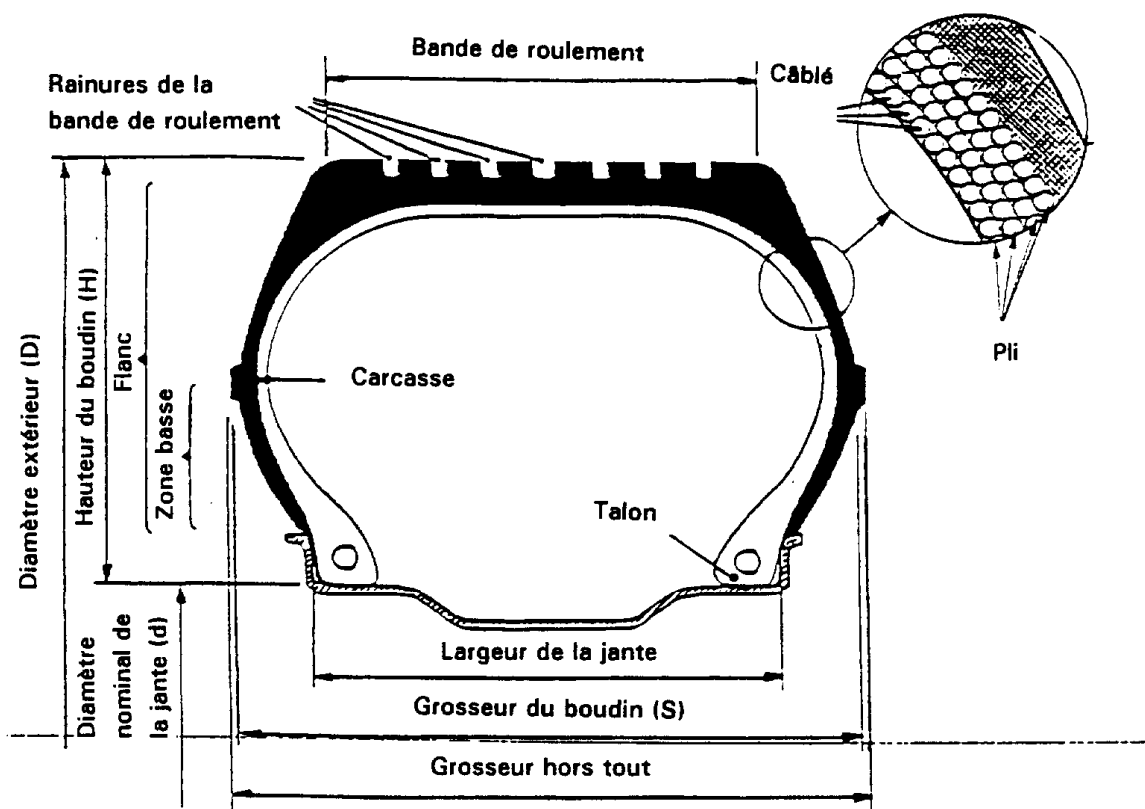 Bande de roulement
Câblé
Rainures de la
bande de roulement
Diamètre extérieur (D)
Hauteur du boudin (H)
Flanc
Zone basse
Carcasse
Pli
Talon
Diamètre
nominal de
la jante (d)
Largeur de la jante
Grosseur du boudin (S)
Grosseur hors tout